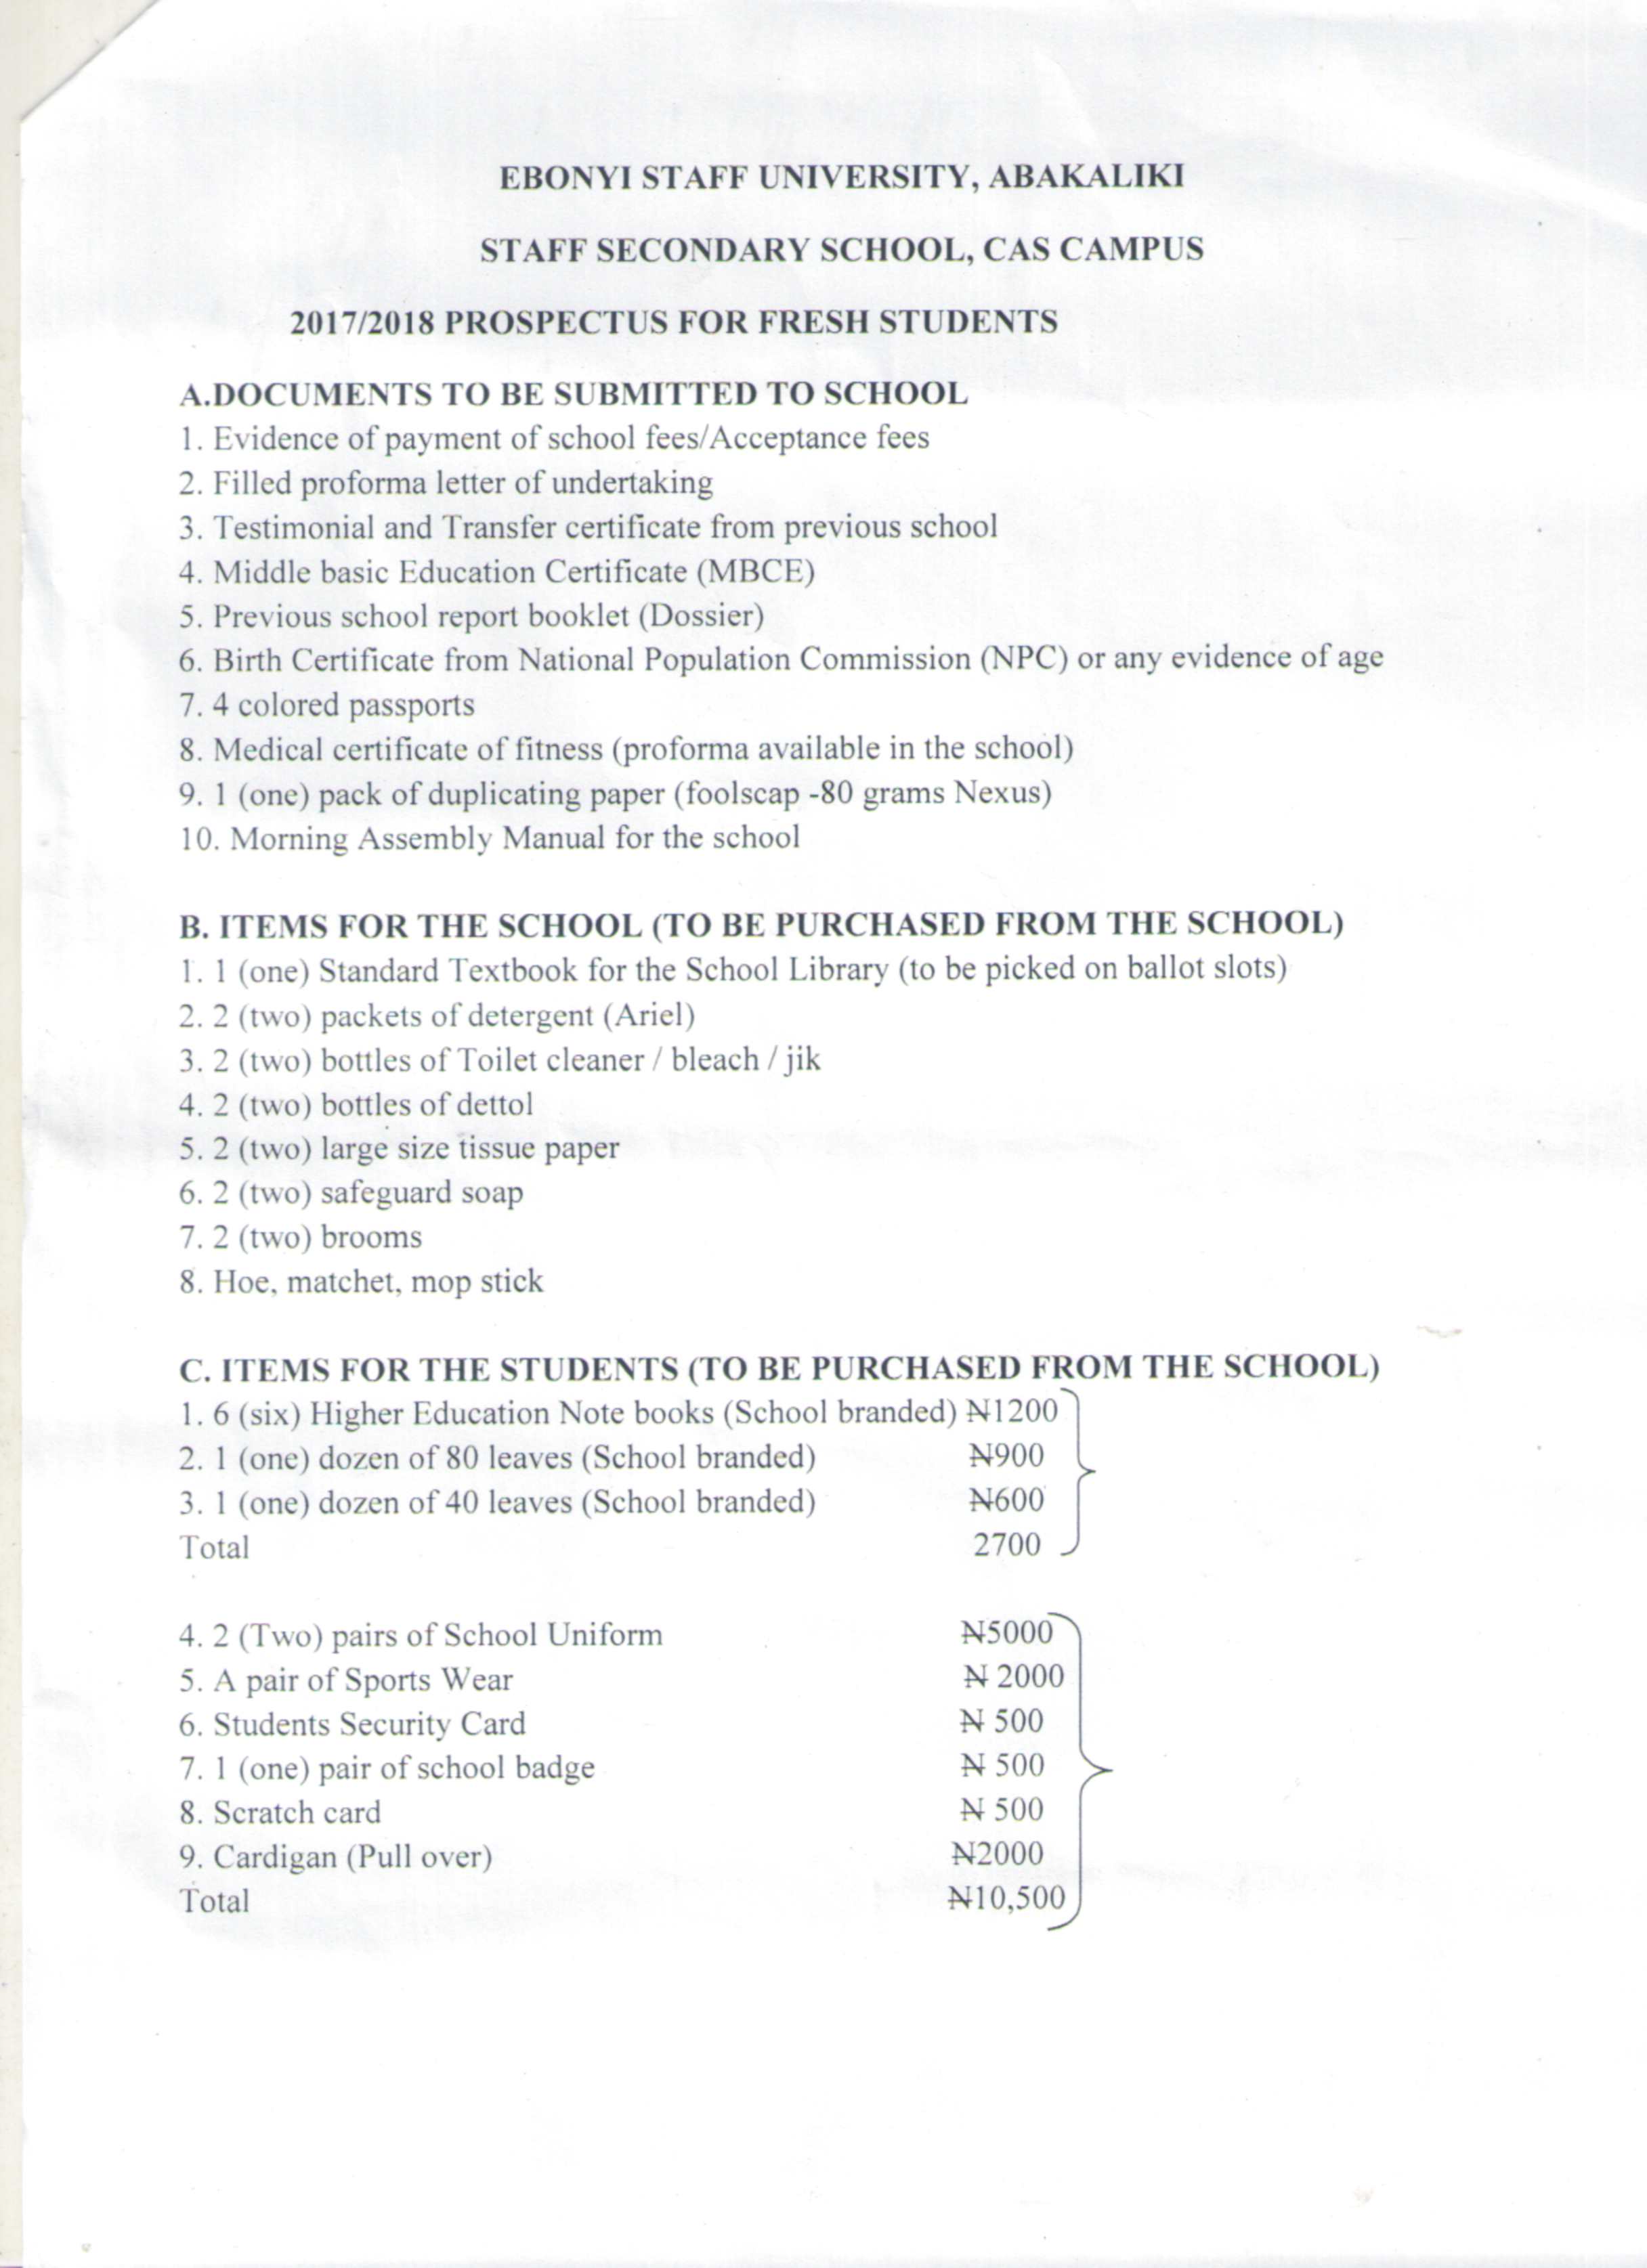 EBONYI STAFF UNIVERSITY, ABAKALIKI
STAFF SECONDARY SCHOOL, CAS CAMPUS
2017/2018 PROSPECTUS FOR FRESH STUDENTS
A.DOCUMENTS TO BE SUBMITTED TO SCHOOL
1. Evidence of payment of school fees/Acceptance fees
2. Filled proforma letter of undertaking
3. Testimonial and Transfer certificate from previous school
4. Middle basic Education Certificate (MBCE)
5. Previous school report booklet (Dossier)
6. Birth Certificate from National Population Commission (NPC) or any evidence of age
7. 4 colored passports
8. Medical certificate of fitness (proforma available in the school)
9. 1 (one) pack of duplicating paper (foolscap -80 grams Nexus)
10. Morning Assembly Manual for the school
B. ITEMS FOR THE SCHOOL (TO BE PURCHASED FROM THE SCHOOL)
1. 1 (one) Standard Textbook for the School Library (to be picked on ballot slots)
2. 2 (two) packets of detergent (Ariel)
3. 2 (two) bottles of Toilet cleaner / bleach / jik
4. 2 (two) bottles of dettol
5. 2 (two) large size tissue paper
6. 2 (two) safeguard soap
7. 2 (two) brooms
8. Hoe, matchet, mop stick
C. ITEMS FOR THE STUDENTS (TO BE PURCHASED FROM THE SCHOOL)
1. 6 (six) Higher Education Note books (School branded) ₦1200
2. 1 (one) dozen of 80 leaves (School branded) ₦900
3. 1 (one) dozen of 40 leaves (School branded) ₦600
Total 2700
4. 2 (Two) pairs of School Uniform ₦5000
5. A pair of Sports Wear ₦ 2000
6. Students Security Card ₦ 500
7. 1 (one) pair of school badge ₦ 500
8. Scratch card ₦ 500
9. Cardigan (Pull over) ₦2000
Total ₦10,500